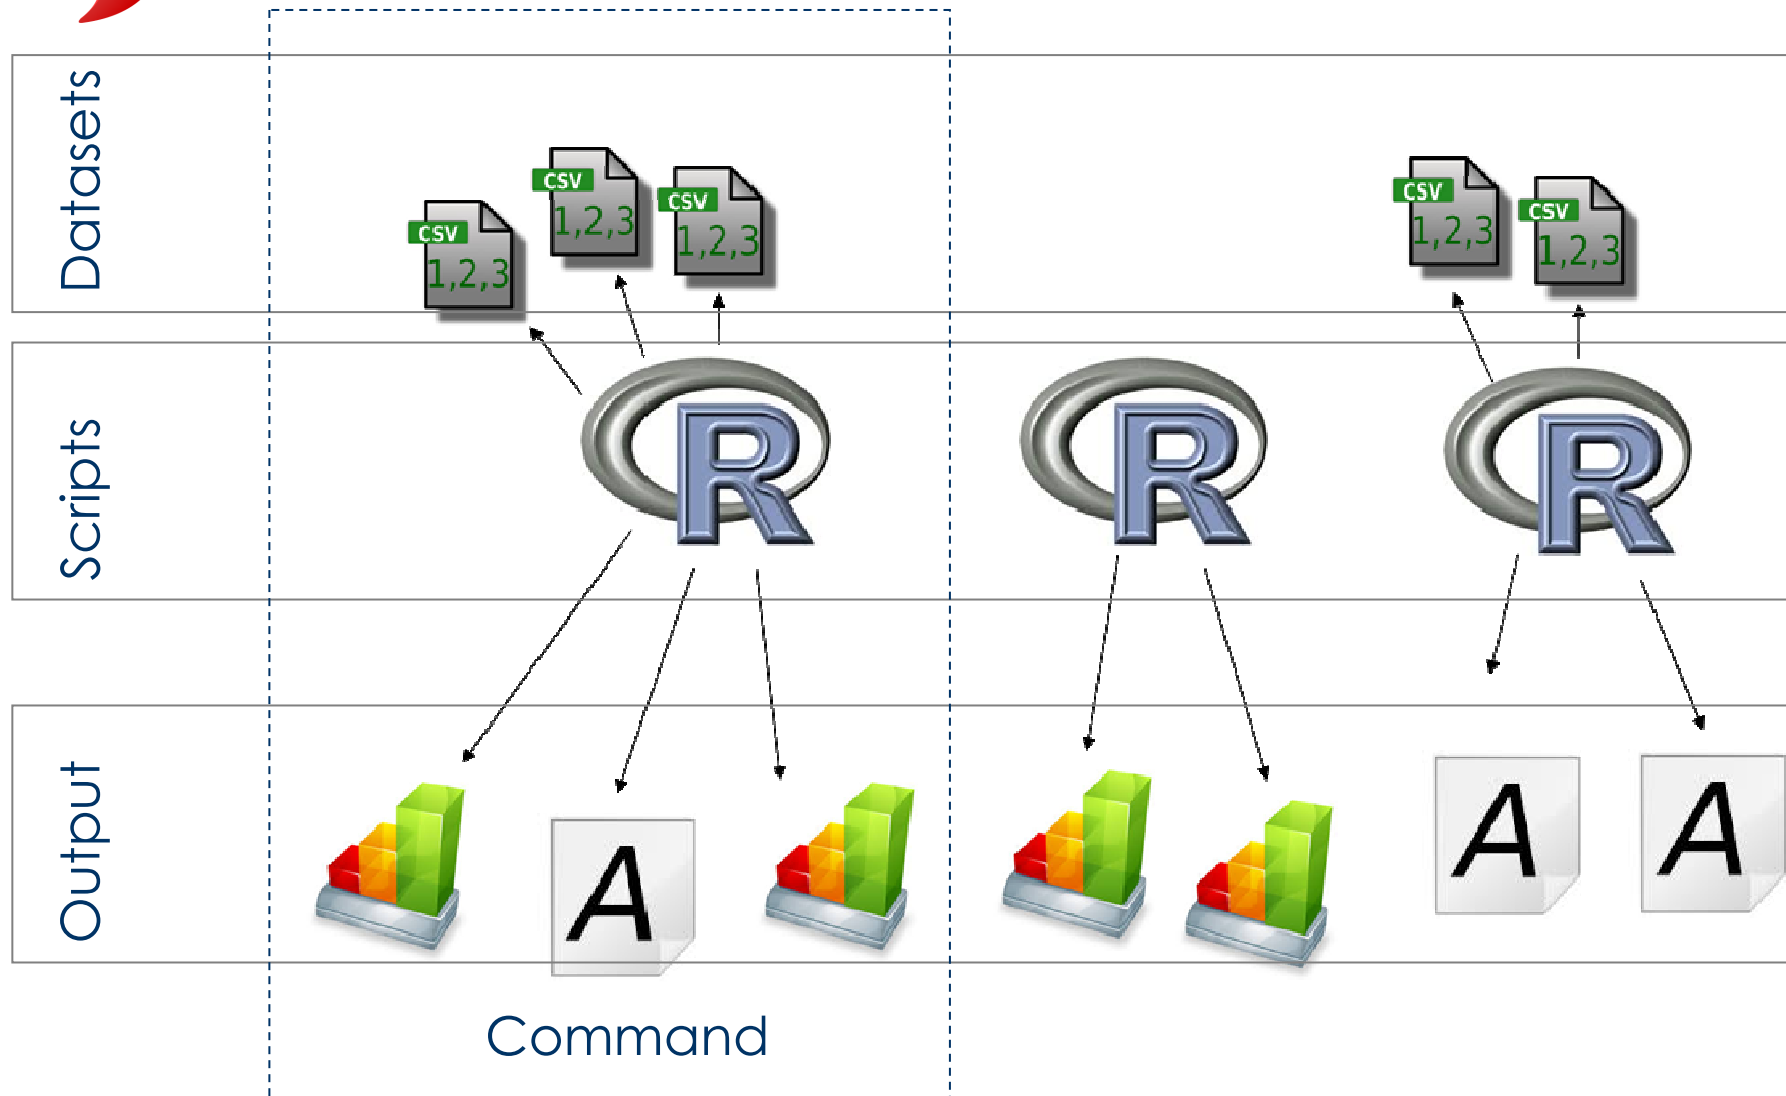 Datasets
CSV
1,2,3
CSV
1,2,3
CSV
1,2,3
CSV
1,2,3
CSV
1,2,3
Scripts
R
R
R
Output
A
A
A
Command